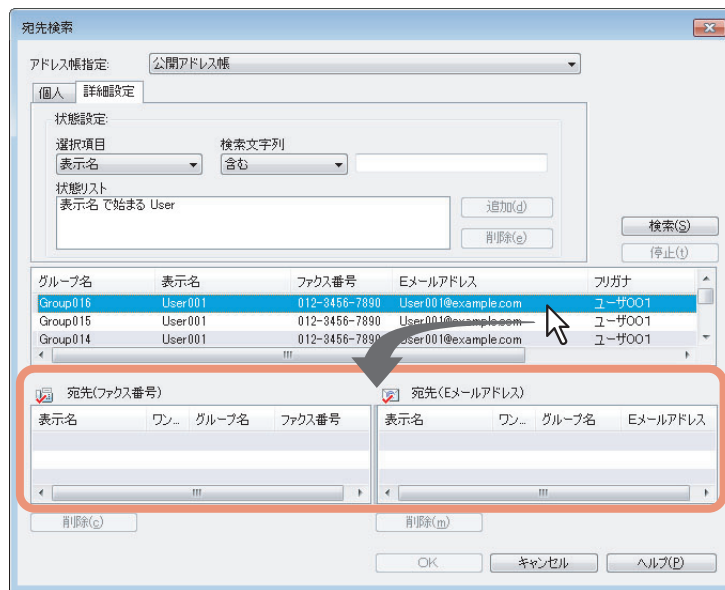 宛先検索
アドレス帳指定: 公開アドレス帳
個人 詳細設定
状態設定:
選択項目 検索文字列
表示名 含む
状態リスト
表示名 で始まる User
追加(d)
削除(e)
検索(S)
停止(t)
グループ名 表示名 ファクス番号 Eメールアドレス フリガナ
Group016 User001 012-3456-7890 User001@example.com ユーザ001
Group015 User001 012-3456-7890 User001@example.com ユーザ001
Group014 User001 012-3456-7890 User001@example.com ユーザ001
宛先(ファクス番号) 宛先(Eメールアドレス)
表示名 ワン... グループ名 ファクス番号 表示名 ワン... グループ名 Eメールアドレス
削除(c) 削除(m)
OK キャンセル ヘルプ(P)